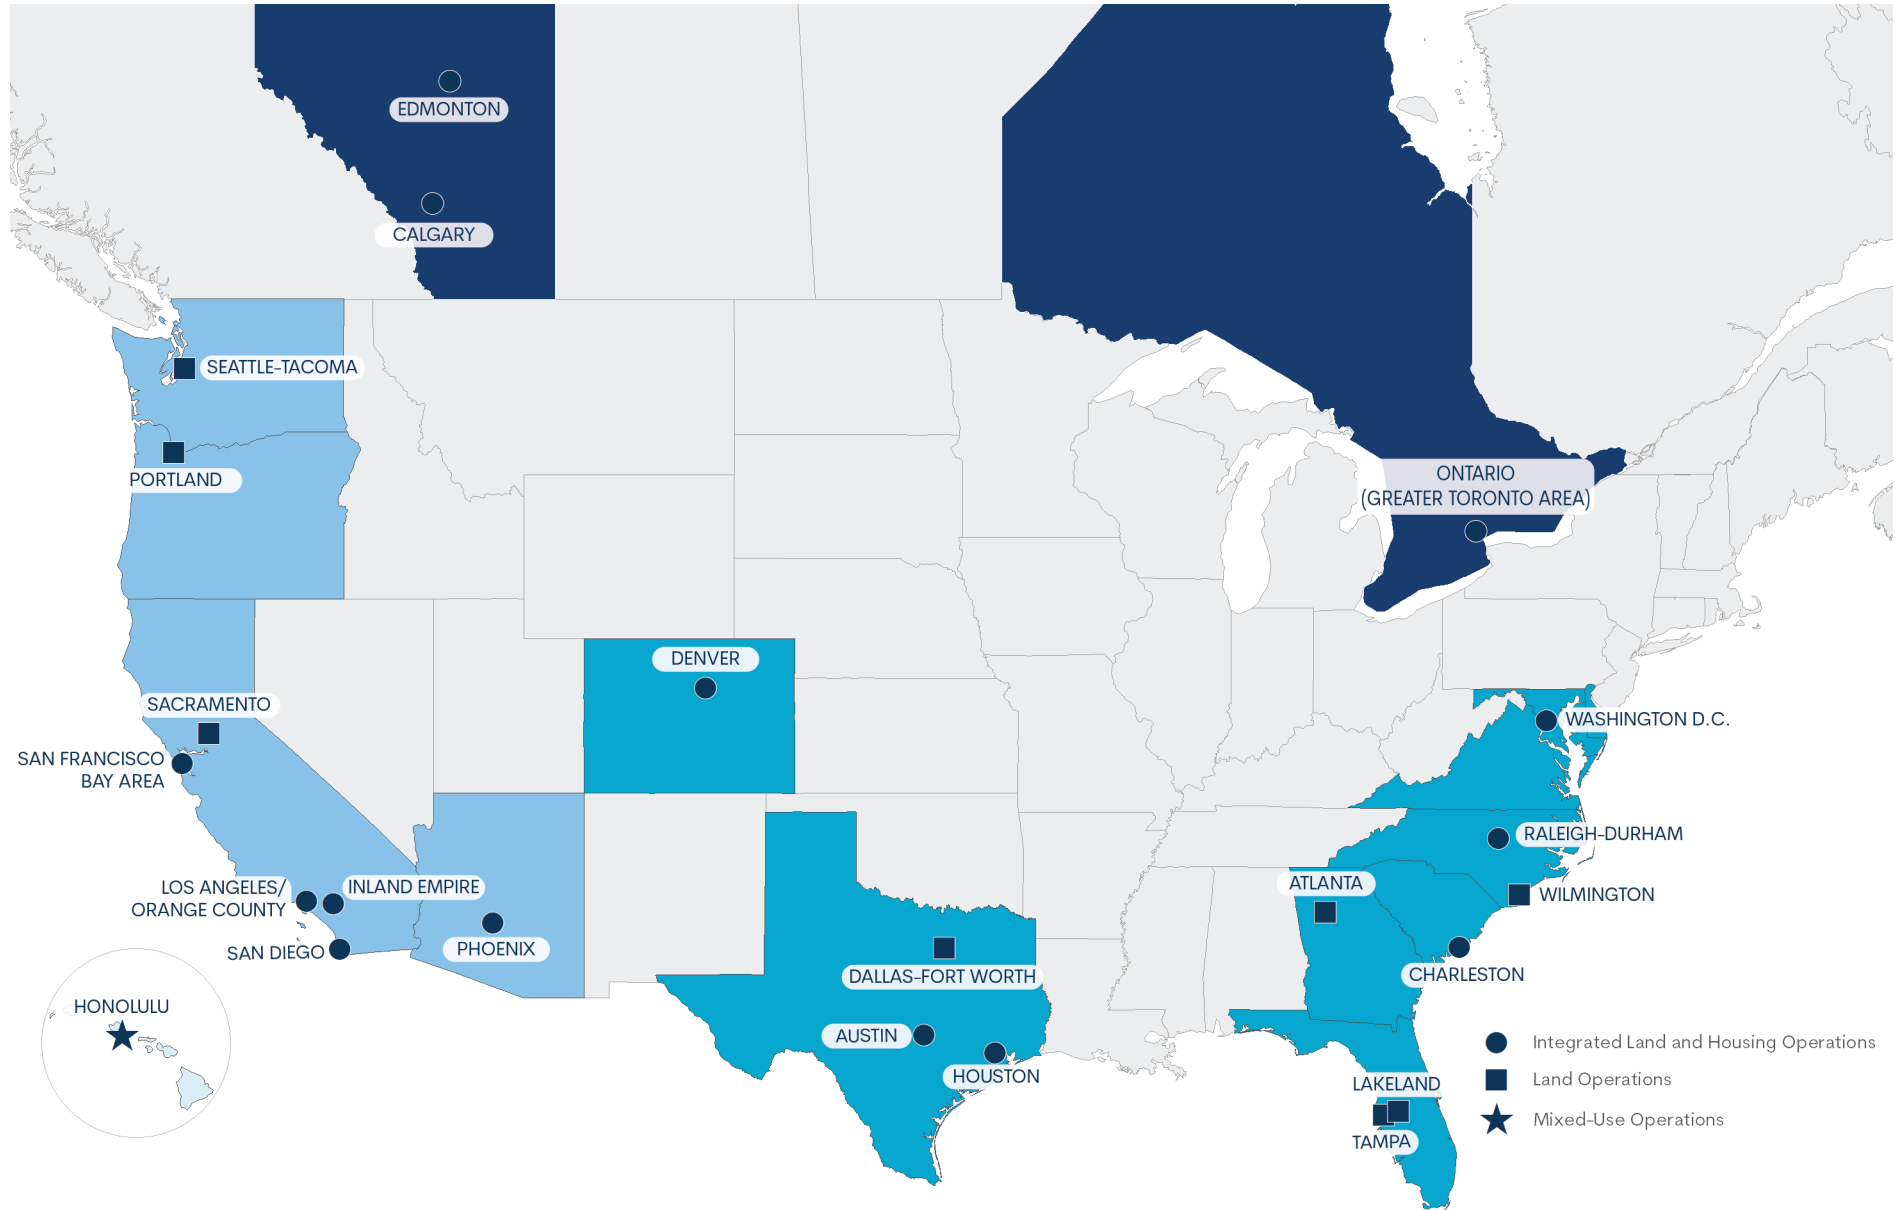 EDMONTON
CALGARY
SEATTLE-TACOMA
PORTLAND
ONTARIO
(GREATER TORONTO AREA)
DENVER
SACRAMENTO
WASHINGTON D.C.
SAN FRANCISCO
BAY AREA
RALEIGH-DURHAM
LOS ANGELES/
ORANGE COUNTY
INLAND EMPIRE
ATLANTA
WILMINGTON
SAN DIEGO
PHOENIX
DALLAS-FORT WORTH
CHARLESTON
HONOLULU
AUSTIN
HOUSTON
LAKELAND
TAMPA
Integrated Land and Housing Operations
Land Operations
Mixed-Use Operations